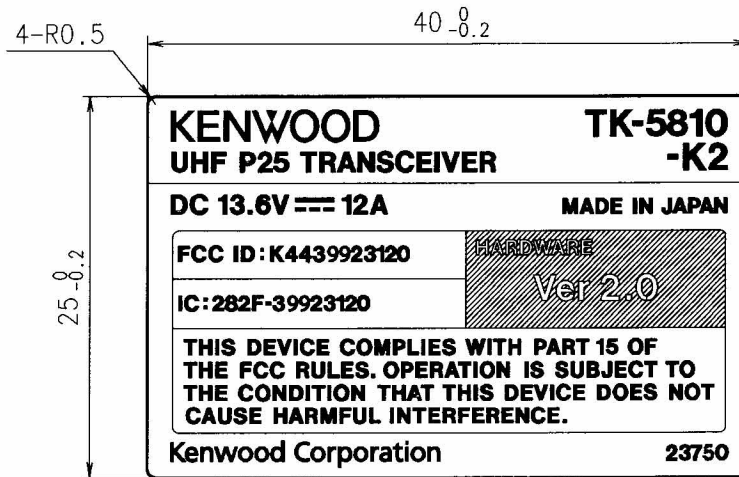 4-R0.5
40 0 -0.2
25 0 -0.2
KENWOOD
TK-5810
UHF P25 TRANSCEIVER
-K2
DC 13.6V ⎓ 12A
MADE IN JAPAN
FCC ID:K4439923120
HARDWARE
Ver 2.0
IC:282F-39923120
THIS DEVICE COMPLIES WITH PART 15 OF
THE FCC RULES. OPERATION IS SUBJECT TO
THE CONDITION THAT THIS DEVICE DOES NOT
CAUSE HARMFUL INTERFERENCE.
Kenwood Corporation
23750